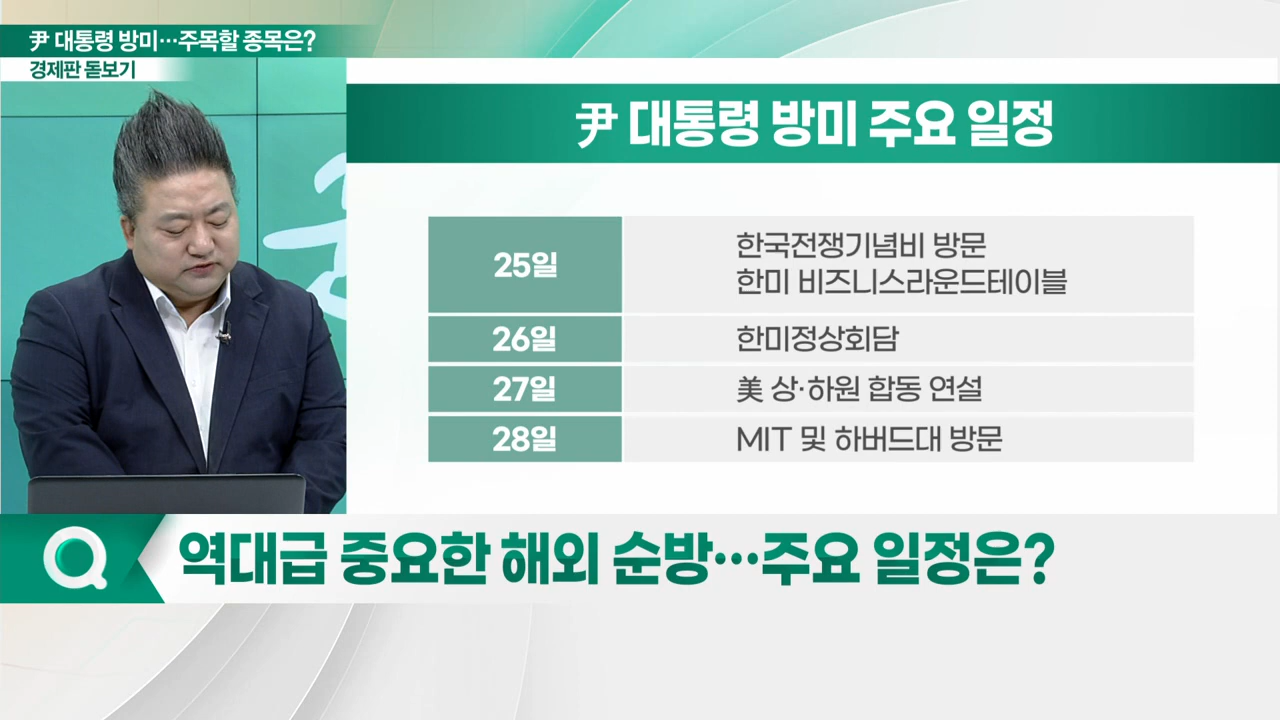 尹 대통령 방미…주목할 종목은?
경제판 돋보기
尹 대통령 방미 주요 일정
25일
한국전쟁기념비 방문
한미 비즈니스라운드테이블
26일
한미정상회담
27일
美 상·하원 합동 연설
28일
MIT 및 하버드대 방문
역대급 중요한 해외 순방…주요 일정은?